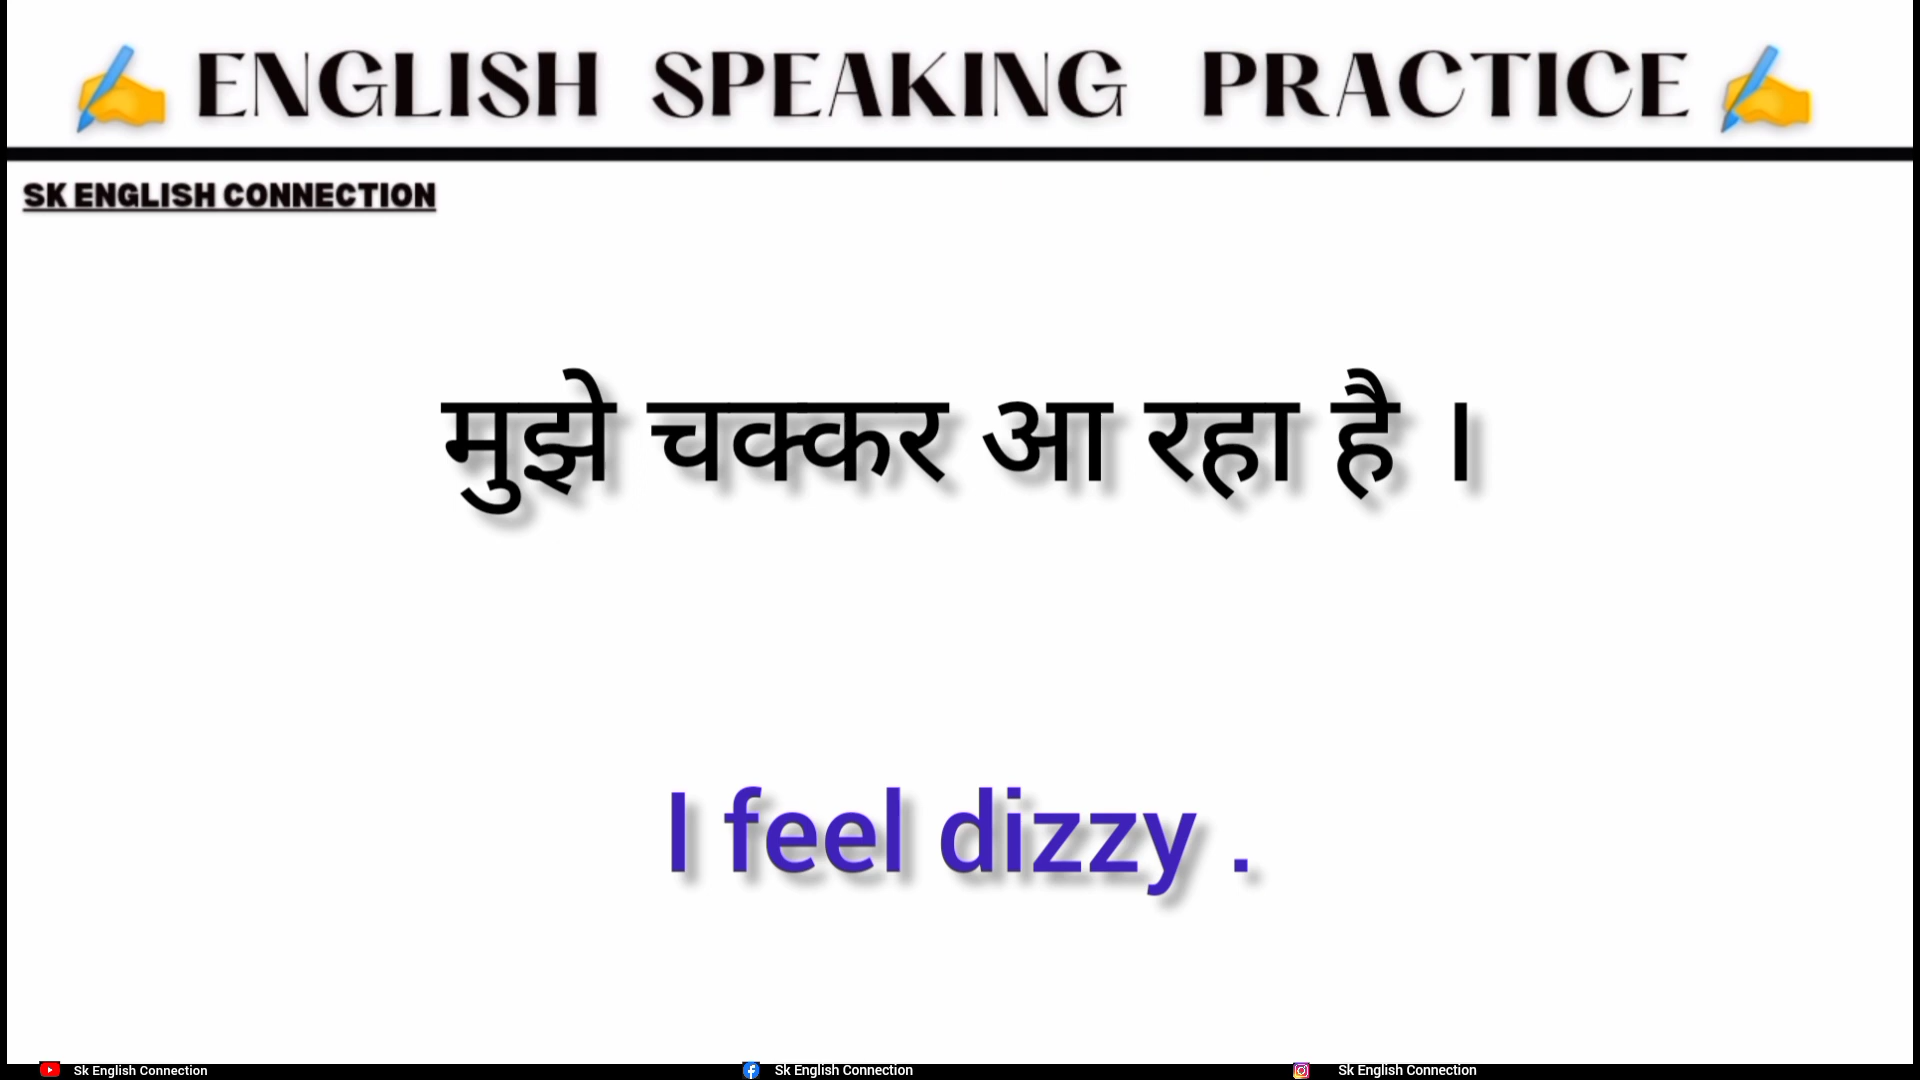 ENGLISH SPEAKING PRACTICE
SK ENGLISH CONNECTION
मुझे चक्कर आ रहा है ।
I feel dizzy .
Sk English Connection Sk English Connection Sk English Connection